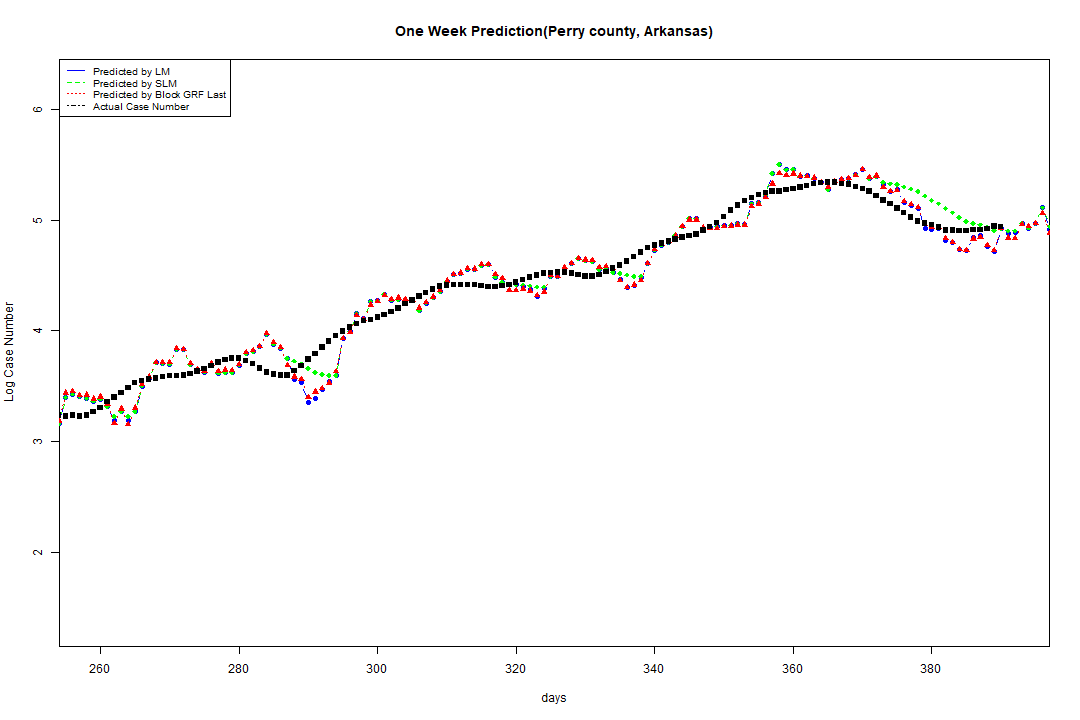 One Week Prediction(Perry county, Arkansas)
Predicted by LM
Predicted by SLM
Predicted by Block GRF Last
Actual Case Number
6
5
4
3
2
Log Case Number
260 280 300 320 340 360 380
days